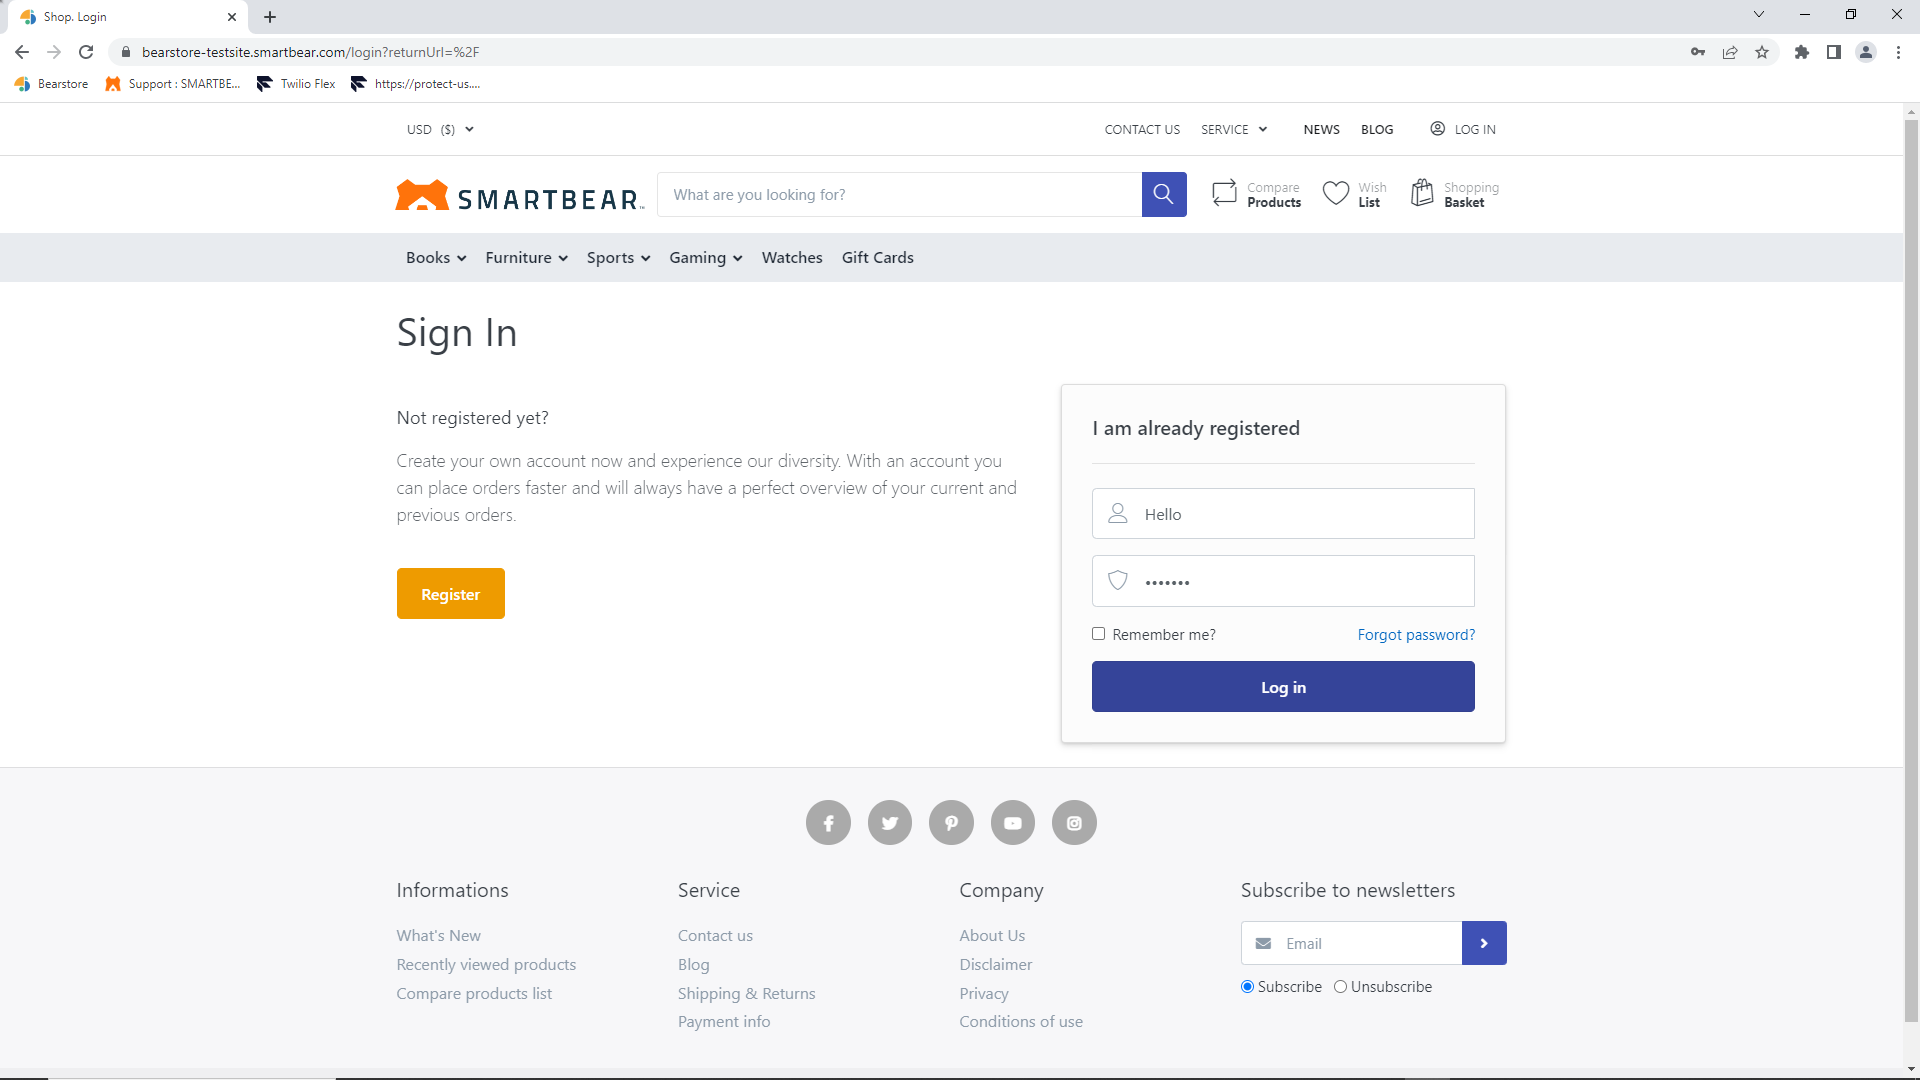 Shop. Login
bearstore-testsite.smartbear.com/login?returnUrl=%2F
Bearstore
Support : SMARTBE...
Twilio Flex
https://protect-us....
USD ($)
CONTACT US
SERVICE
NEWS
BLOG
LOG IN
SMARTBEAR
What are you looking for?
Compare
Products
Wish
List
Shopping
Basket
Books
Furniture
Sports
Gaming
Watches
Gift Cards
Sign In
Not registered yet?
Create your own account now and experience our diversity. With an account you
can place orders faster and will always have a perfect overview of your current and
previous orders.
Register
I am already registered
Hello
•••••••
Remember me?
Forgot password?
Log in
Informations
What's New
Recently viewed products
Compare products list
Service
Contact us
Blog
Shipping & Returns
Payment info
Company
About Us
Disclaimer
Privacy
Conditions of use
Subscribe to newsletters
Email
Subscribe
Unsubscribe